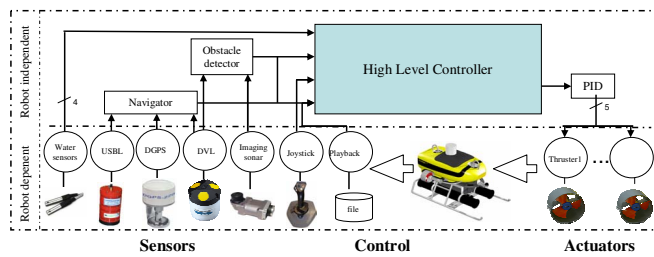 Robot independent
Obstacle
detector
High Level Controller
Navigator
4
PID
5
Robot depenent
Water
sensors
USBL
DGPS
DVL
Imaging
sonar
Joystick
Playback
Thruster1
...
file
Sensors
Control
Actuators